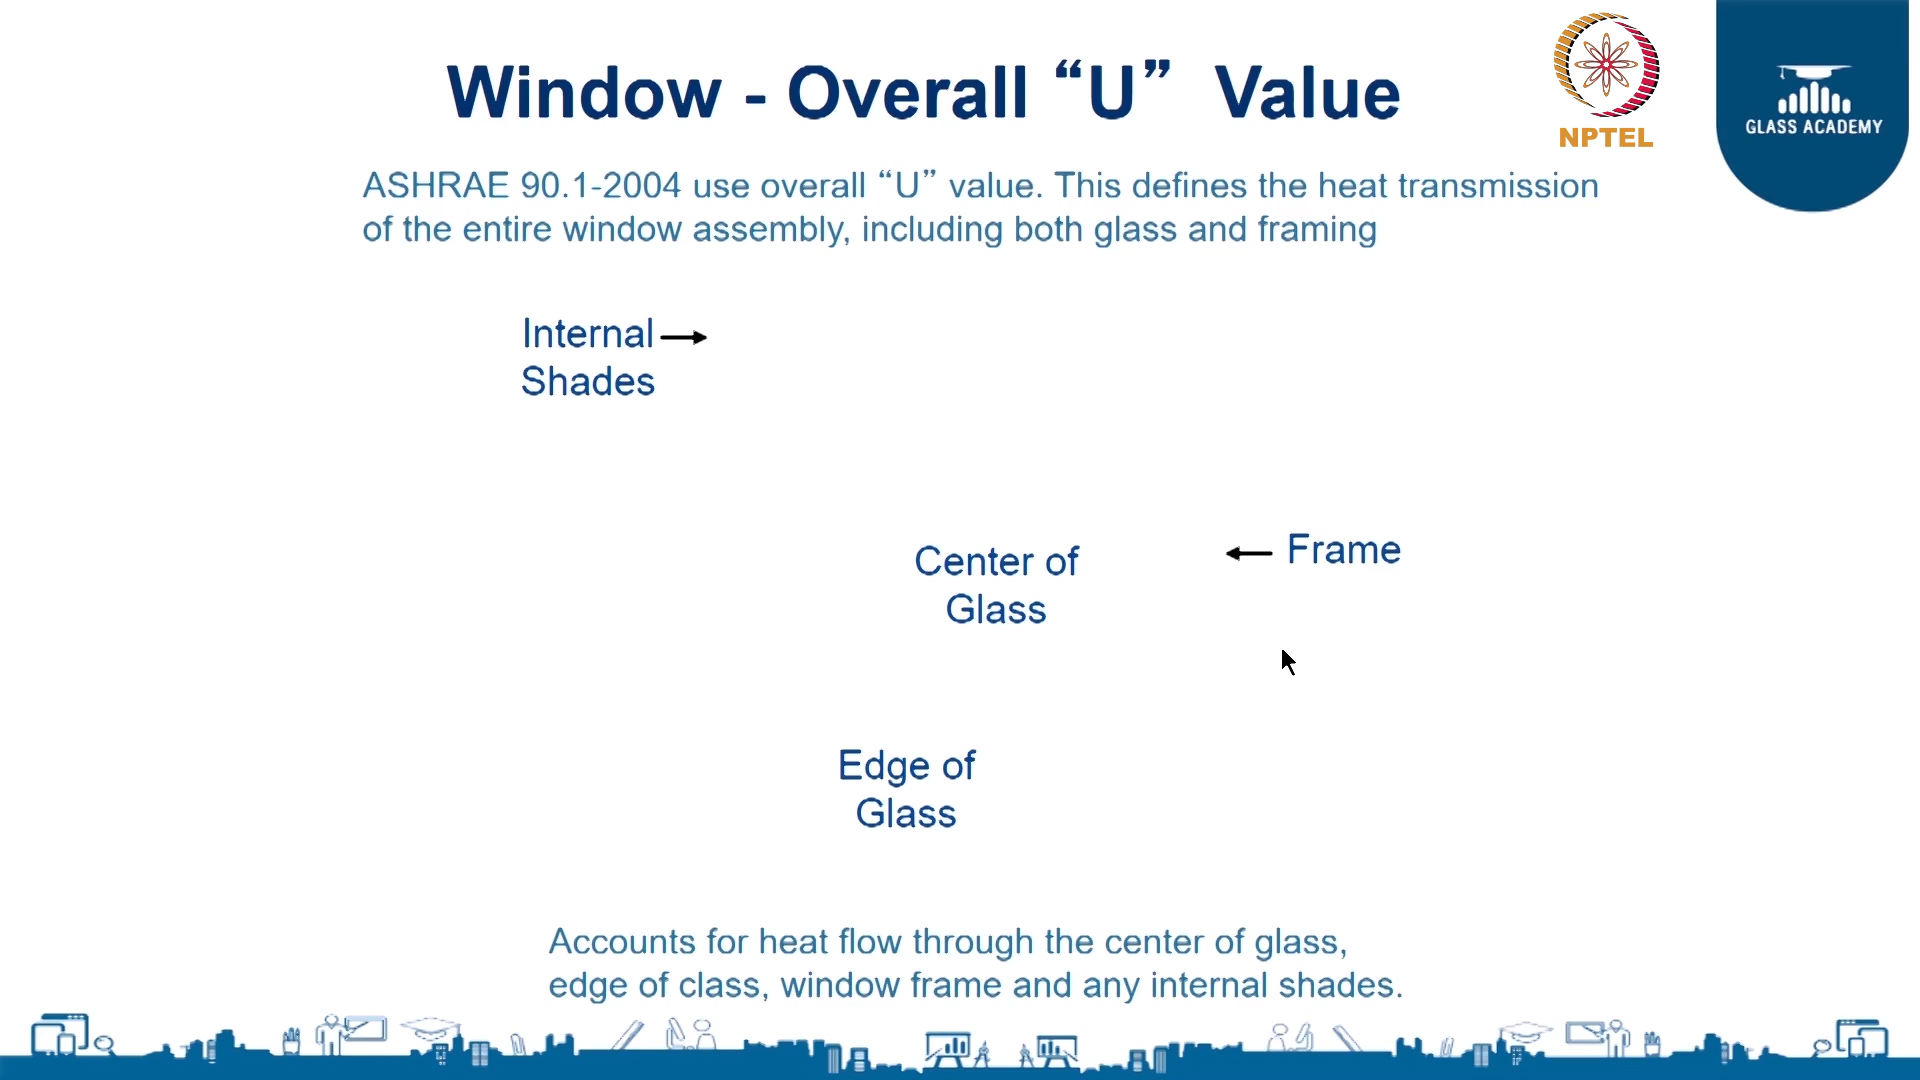 Window - Overall “U” Value
NPTEL
GLASS ACADEMY
ASHRAE 90.1-2004 use overall “U” value. This defines the heat transmission
of the entire window assembly, including both glass and framing
Internal
Shades
Frame
Center of
Glass
Edge of
Glass
Accounts for heat flow through the center of glass,
edge of class, window frame and any internal shades.